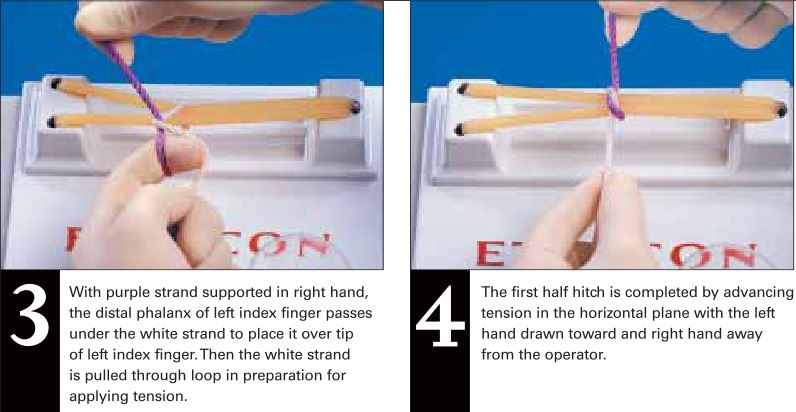 3
With purple strand supported in right hand,
the distal phalanx of left index finger passes
under the white strand to place it over tip
of left index finger. Then the white strand
is pulled through loop in preparation for
applying tension.
4
The first half hitch is completed by advancing
tension in the horizontal plane with the left
hand drawn toward and right hand away
from the operator.